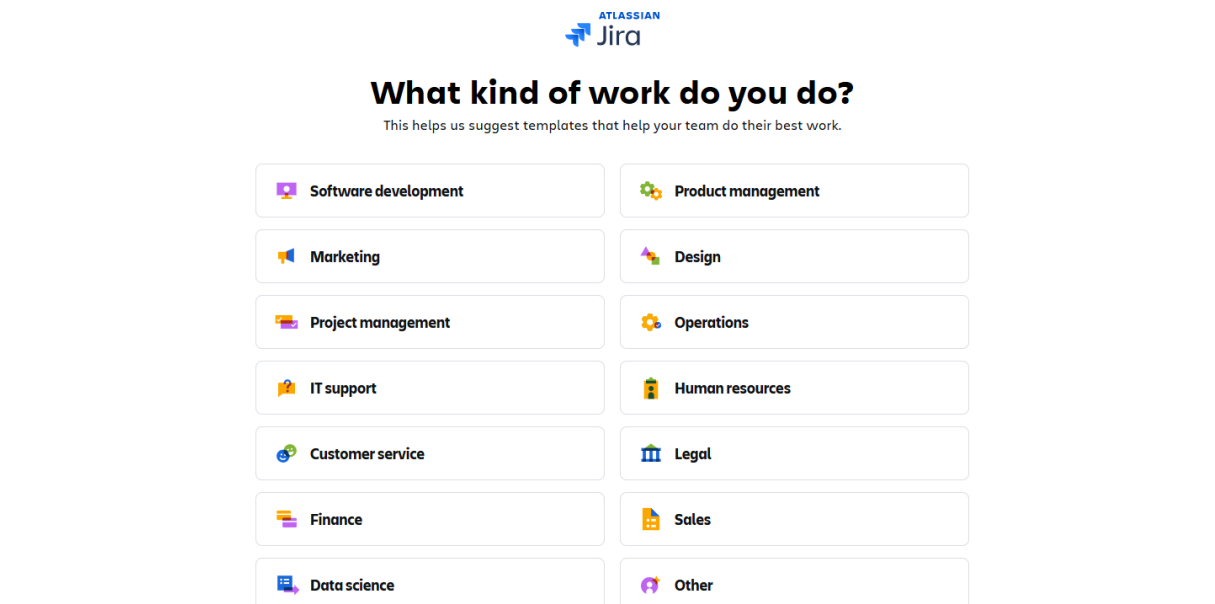 ATLASSIAN
Jira
What kind of work do you do?
This helps us suggest templates that help your team do their best work.
Software development
Product management
Marketing
Design
Project management
Operations
IT support
Human resources
Customer service
Legal
Finance
Sales
Data science
Other